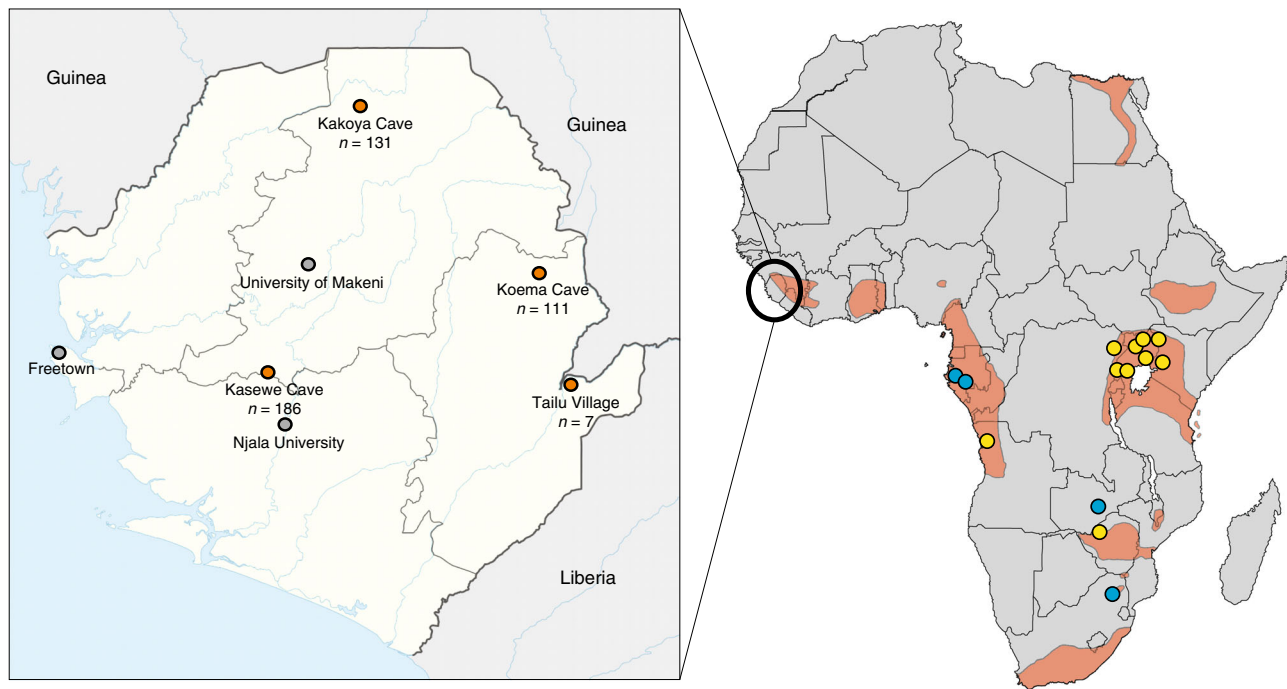 Guinea
Guinea
Kakoya Cave
n = 131
University of Makeni
Koema Cave
n = 111
Freetown
Kasewe Cave
n = 186
Tailu Village
n = 7
Njala University
Liberia